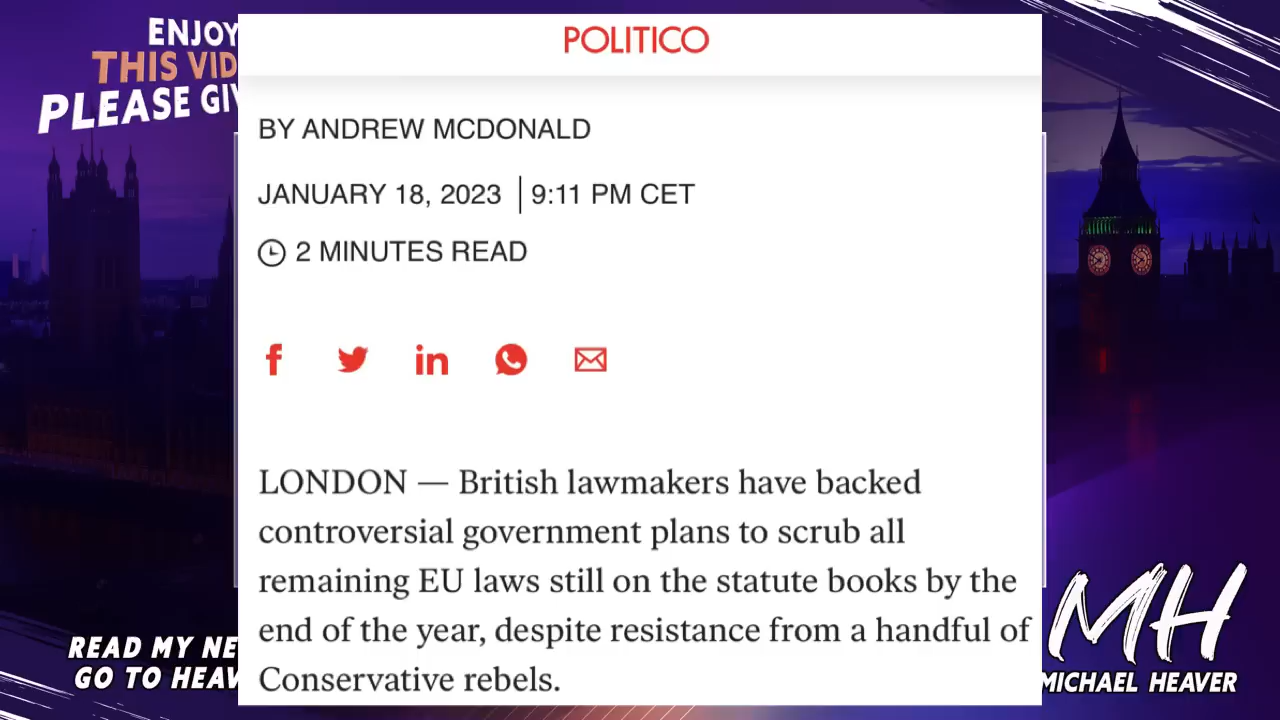 ENJOY
THIS VID
PLEASE GIV
POLITICO
BY ANDREW MCDONALD
JANUARY 18, 2023 | 9:11 PM CET
2 MINUTES READ
LONDON — British lawmakers have backed
controversial government plans to scrub all
remaining EU laws still on the statute books by the
end of the year, despite resistance from a handful of
Conservative rebels.
READ MY NE
GO TO HEAV
MH
MICHAEL HEAVER